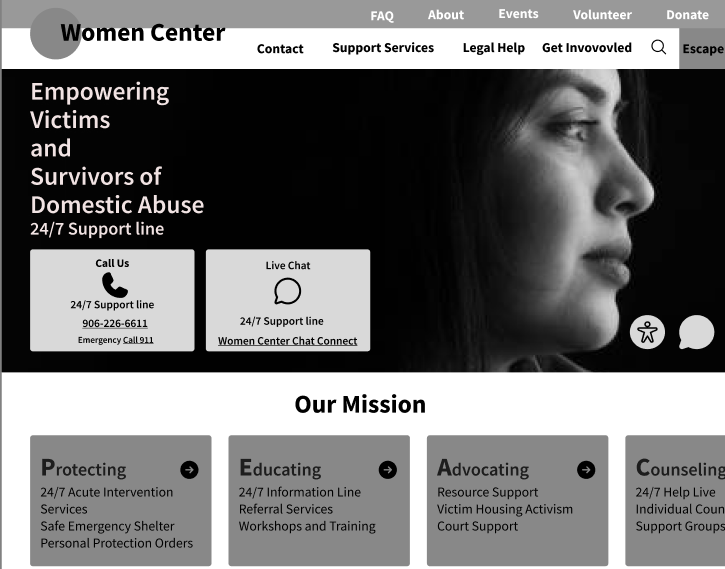 FAQ About Events Volunteer Donate
Women Center
Contact Support Services Legal Help Get Invovovled Escape
Empowering
Victims
and
Survivors of
Domestic Abuse
24/7 Support line
Call Us
24/7 Support line
906-226-6611
Emergency Call 911
Live Chat
24/7 Support line
Women Center Chat Connect
Our Mission
Protecting
24/7 Acute Intervention
Services
Safe Emergency Shelter
Personal Protection Orders
Educating
24/7 Information Line
Referral Services
Workshops and Training
Advocating
Resource Support
Victim Housing Activism
Court Support
Counseling
24/7 Help Live
Individual Coun
Support Groups